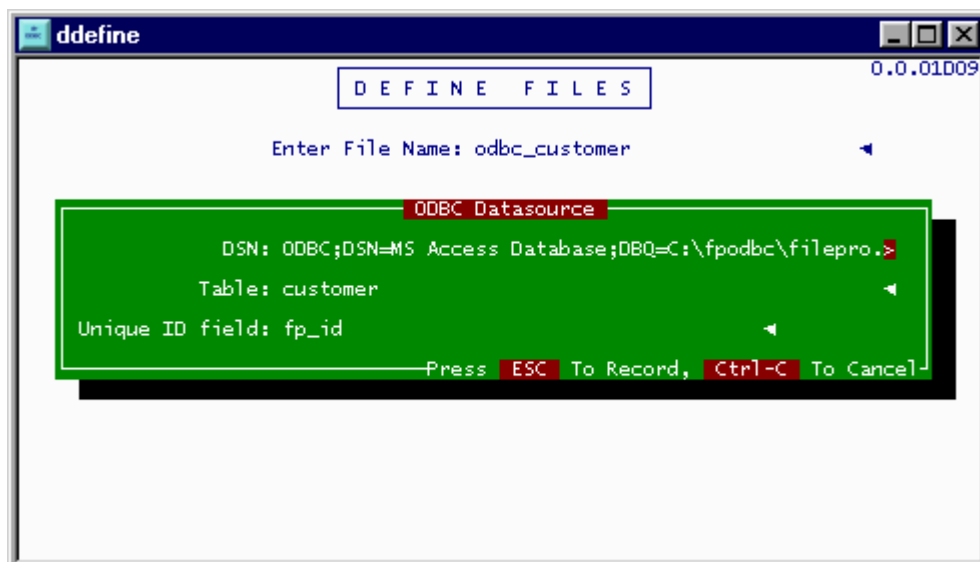 ddefine
0.0.01D09
D E F I N E F I L E S
Enter File Name: odbc_customer
ODBC Datasource
DSN: ODBC;DSN=MS Access Database;DBQ=C:\fpodbc\filepro.>
Table: customer
Unique ID field: fp_id
Press ESC To Record, Ctrl-C To Cancel